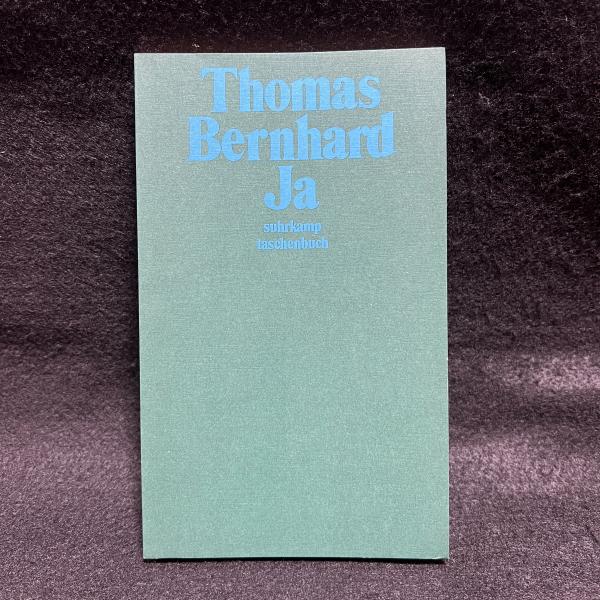 Thomas
Bernhard
Ja
suhrkamp
taschenbuch